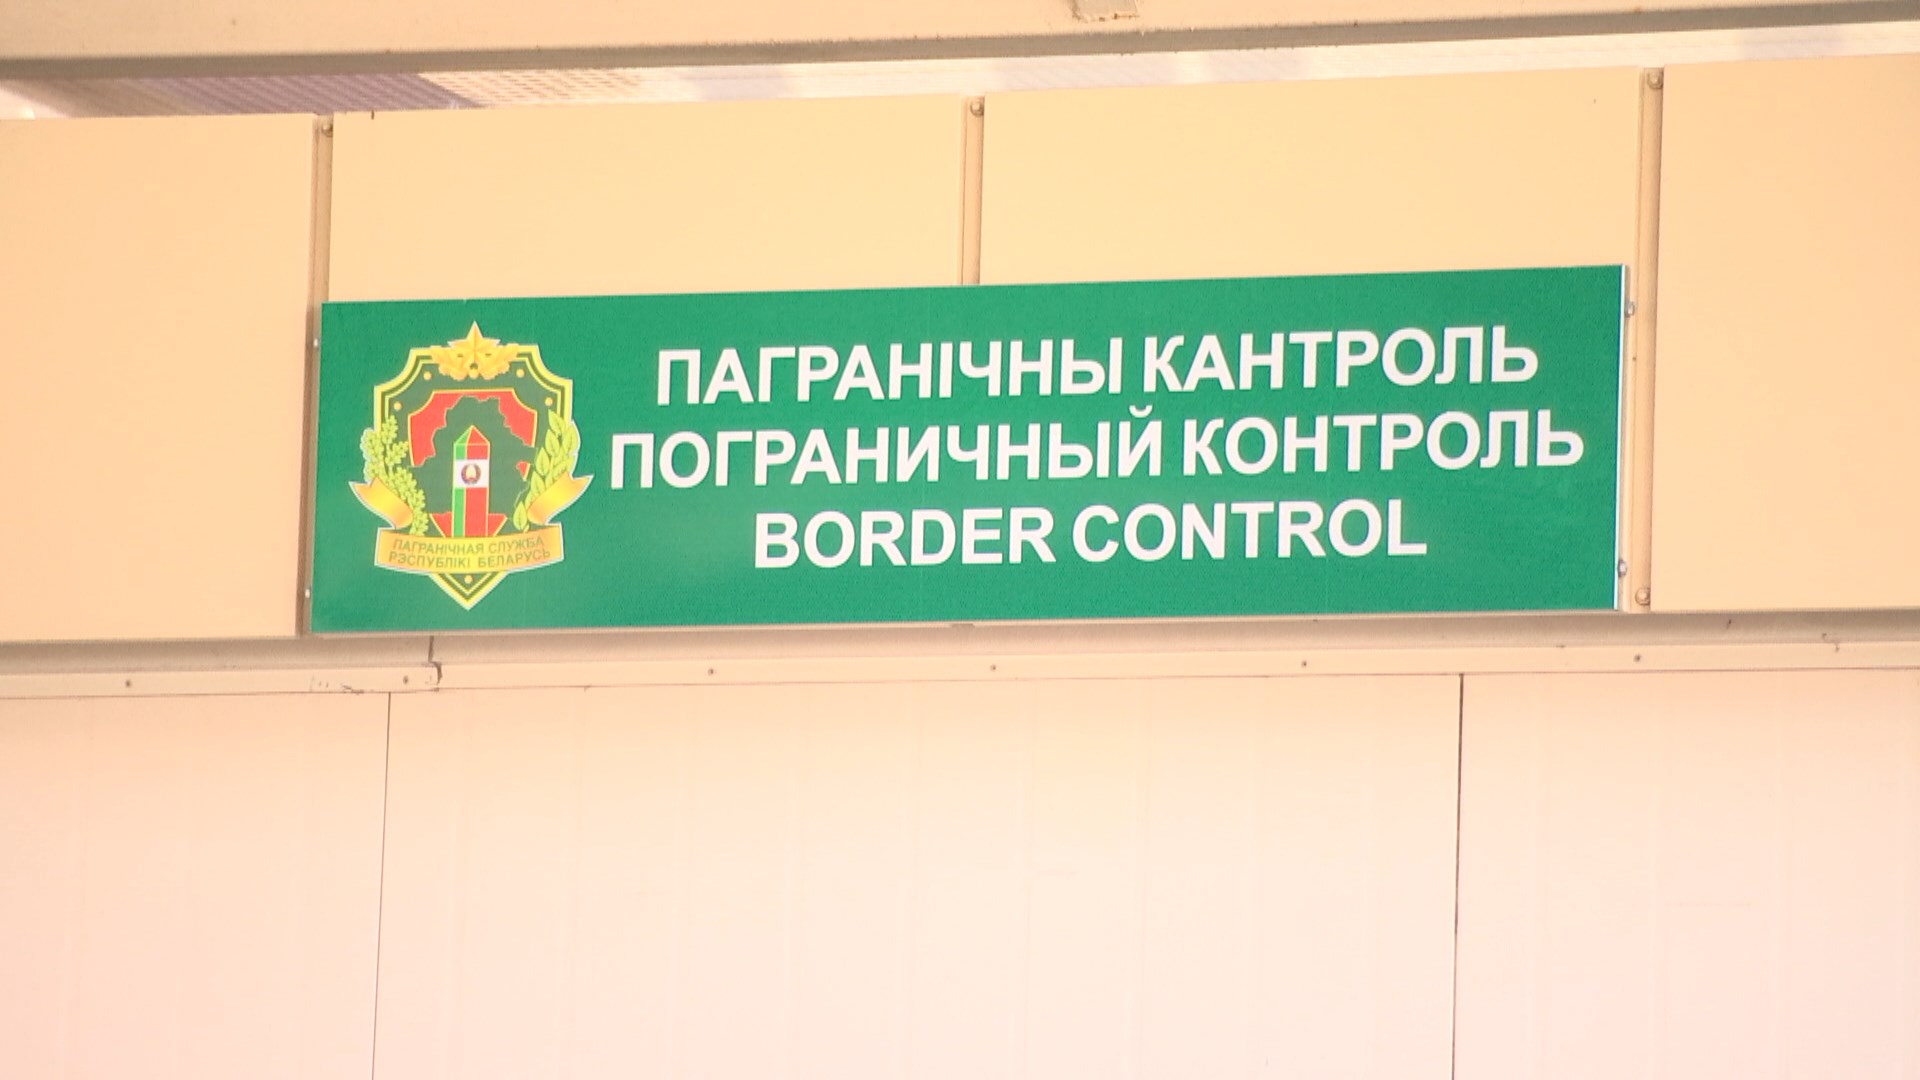 ПАГРАНІЧНЫ КАНТРОЛЬ
ПОГРАНИЧНЫЙ КОНТРОЛЬ
BORDER CONTROL
ПАГРАНІЧНАЯ СЛУЖБА
РЭСПУБЛІКІ БЕЛАРУСЬ